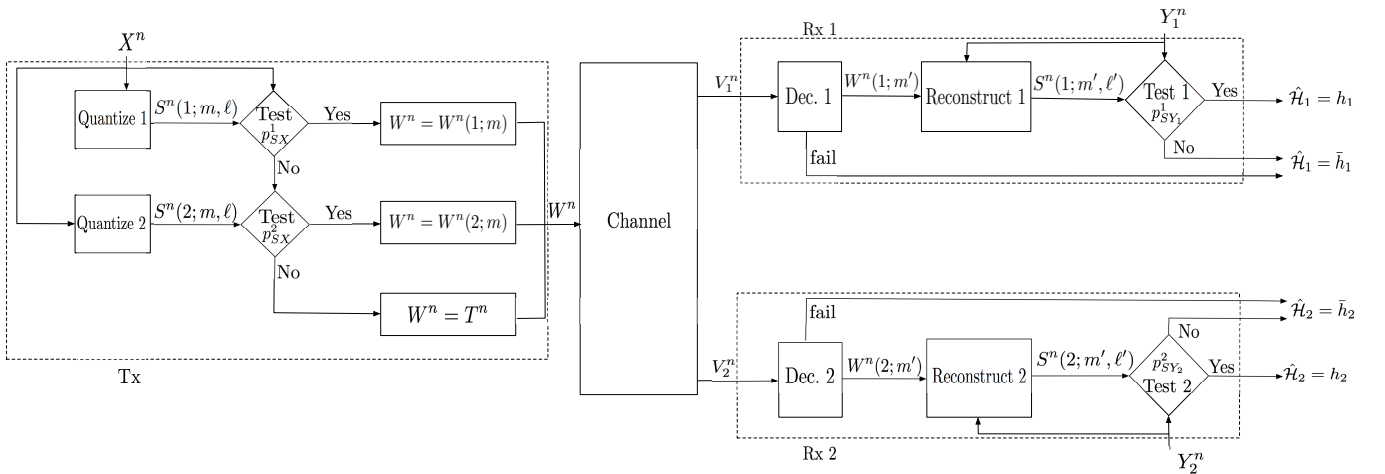 X^n
Quantize 1
S^n(1; m, ℓ)
Test
p^1_{SX}
Yes
W^n = W^n(1; m)
No
Quantize 2
S^n(2; m, ℓ)
Test
p^2_{SX}
Yes
W^n = W^n(2; m)
No
W^n = T^n
Tx
W^n
Channel
Rx 1
V_1^n
Dec. 1
W^n(1; m′)
Reconstruct 1
S^n(1; m′, ℓ′)
Y_1^n
Test 1
p^1_{SY_1}
Yes
Ĥ_1 = h_1
No
Ĥ_1 = h̄_1
fail
V_2^n
Dec. 2
fail
W^n(2; m′)
Reconstruct 2
S^n(2; m′, ℓ′)
p^2_{SY_2}
Test 2
No
Ĥ_2 = h̄_2
Yes
Ĥ_2 = h_2
Rx 2
Y_2^n